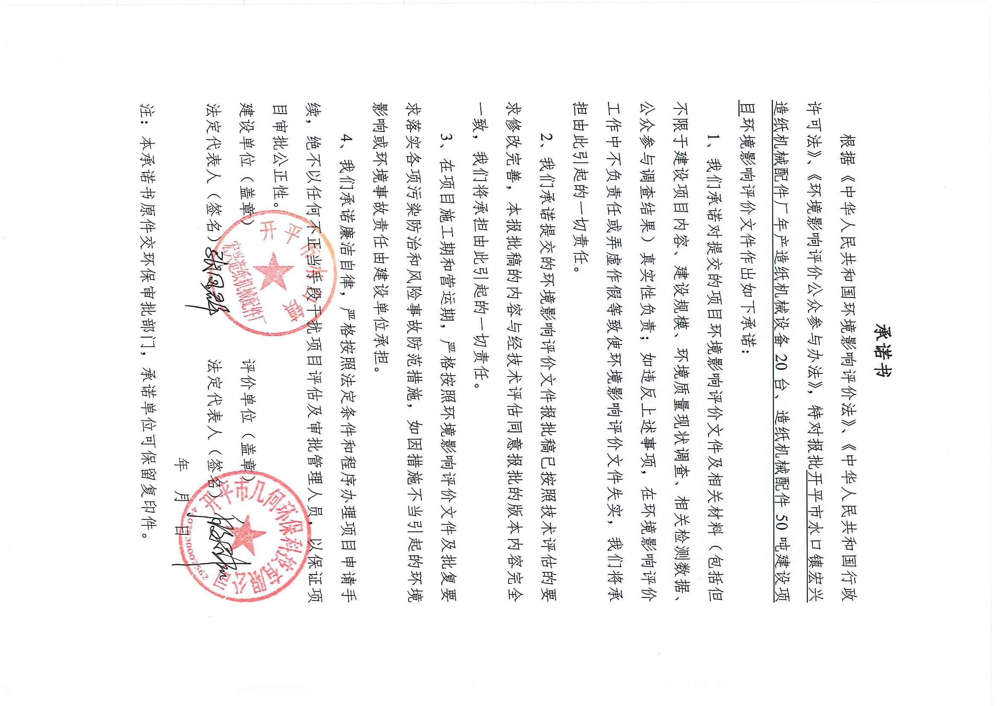 承诺书
根据《中华人民共和国环境影响评价法》、《中华人民共和国行政
许可法》、《环境影响评价公众参与办法》，特对报批开平市水口镇宏兴
造纸机械配件厂年产造纸机械设备 20 台、造纸机械配件 50 吨建设项
目环境影响评价文件作出如下承诺：
1、我们承诺对提交的项目环境影响评价文件及相关材料（包括但
不限于建设项目内容、建设规模、环境质量现状调查、相关检测数据、
公众参与调查结果）真实性负责；如违反上述事项，在环境影响评价
工作中不负责任或弄虚作假等致使环境影响评价文件失实，我们将承
担由此引起的一切责任。
2、我们承诺提交的环境影响评价文件报批稿已按照技术评估的要
求修改完善，本报批稿的内容与经技术评估同意报批的版本内容完全
一致，我们将承担由此引起的一切责任。
3、在项目施工期和营运期，严格按照环境影响评价文件及批复要
求落实各项污染防治和风险事故防范措施，如因措施不当引起的环境
影响或环境事故责任由建设单位承担。
4、我们承诺廉洁自律，严格按照法定条件和程序办理项目申请手
续，绝不以任何不正当手段干扰项目评估及审批管理人员，以保证项
目审批公正性。
建设单位（盖章） 评价单位（盖章）
开平市水口镇
宏兴造纸机械配件厂
开平市几何环保科技有限公司
4407830007562
法定代表人（签名） 法定代表人（签名）
年 月 日
注：本承诺书原件交环保审批部门，承诺单位可保留复印件。